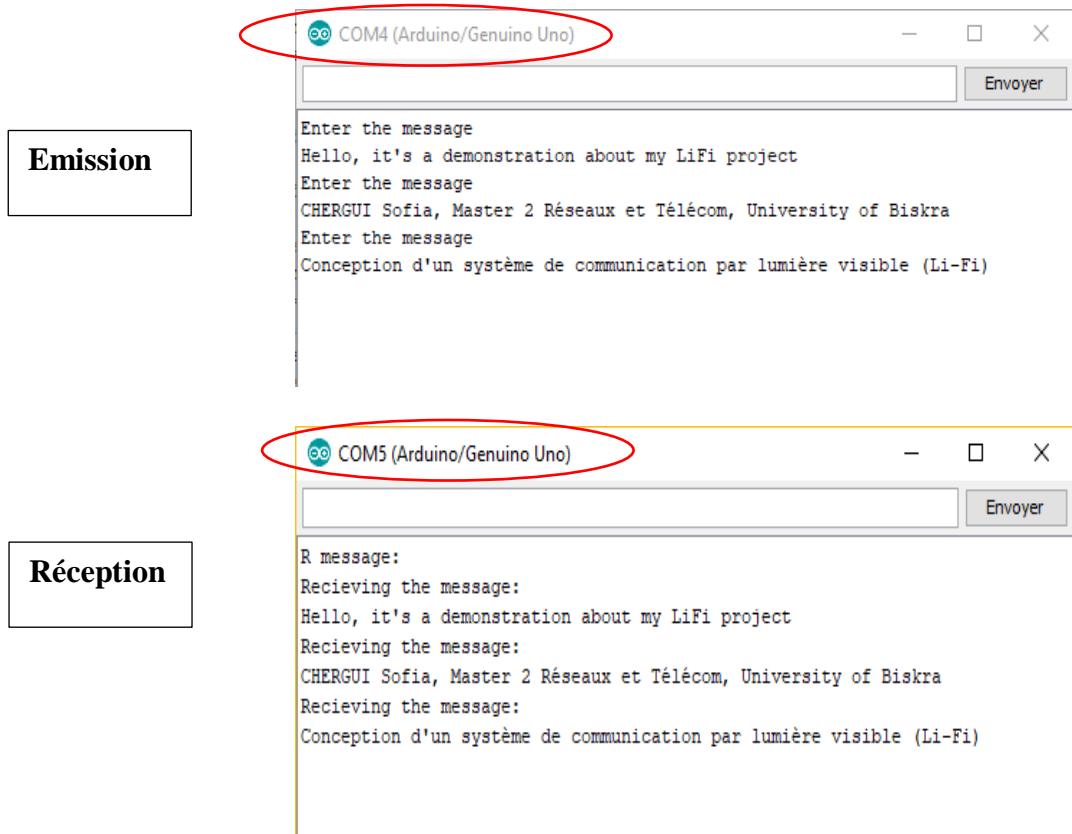 COM4 (Arduino/Genuino Uno)
Envoyer
Emission
Enter the message
Hello, it's a demonstration about my LiFi project
Enter the message
CHERGUI Sofia, Master 2 Réseaux et Télécom, University of Biskra
Enter the message
Conception d'un système de communication par lumière visible (Li-Fi)
COM5 (Arduino/Genuino Uno)
Envoyer
Réception
R message:
Recieving the message:
Hello, it's a demonstration about my LiFi project
Recieving the message:
CHERGUI Sofia, Master 2 Réseaux et Télécom, University of Biskra
Recieving the message:
Conception d'un système de communication par lumière visible (Li-Fi)